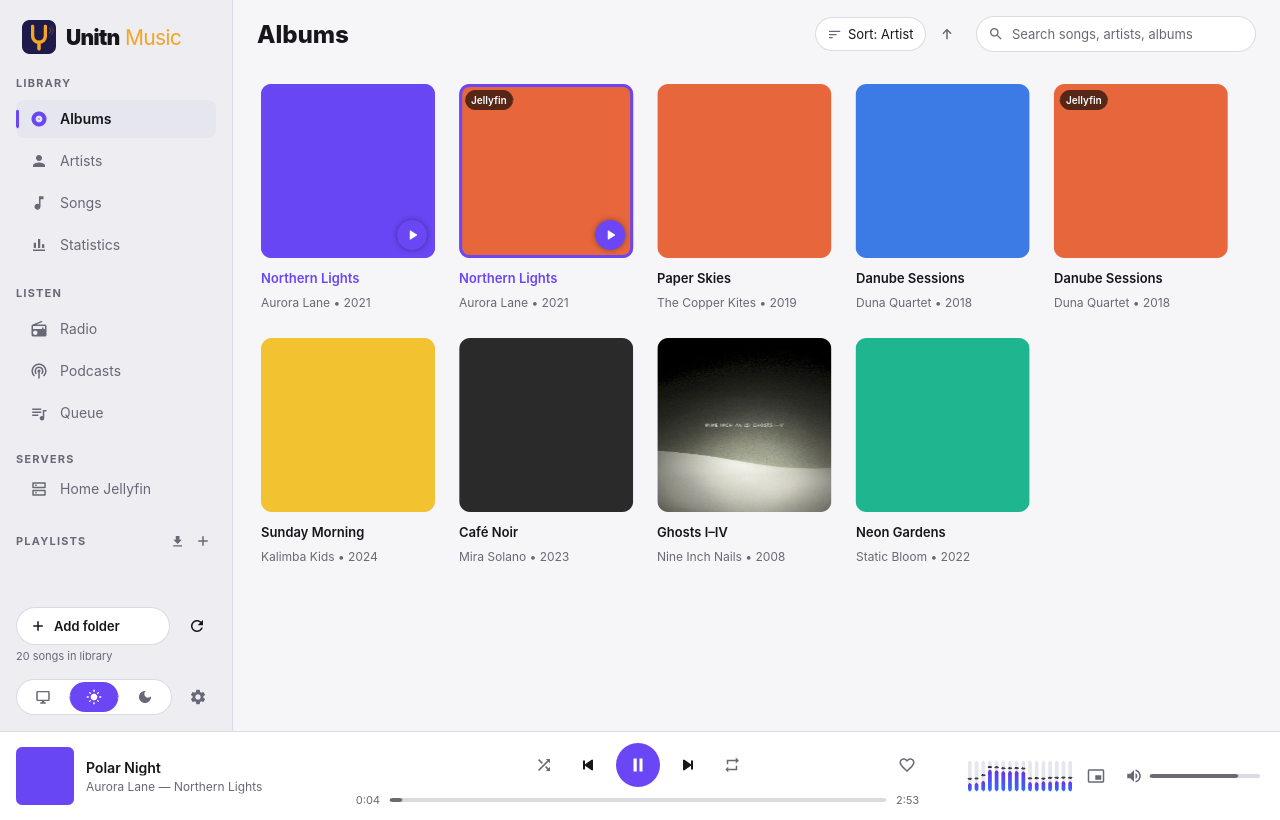 Unitn Music
LIBRARY
Albums
Artists
Songs
Statistics
LISTEN
Radio
Podcasts
Queue
SERVERS
Home Jellyfin
PLAYLISTS
Add folder
20 songs in library
Albums
Sort: Artist
Search songs, artists, albums
Northern Lights
Aurora Lane • 2021
Jellyfin
Northern Lights
Aurora Lane • 2021
Paper Skies
The Copper Kites • 2019
Danube Sessions
Duna Quartet • 2018
Jellyfin
Danube Sessions
Duna Quartet • 2018
Sunday Morning
Kalimba Kids • 2024
Café Noir
Mira Solano • 2023
Ghosts I–IV
Nine Inch Nails • 2008
Neon Gardens
Static Bloom • 2022
Polar Night
Aurora Lane — Northern Lights
0:04
2:53